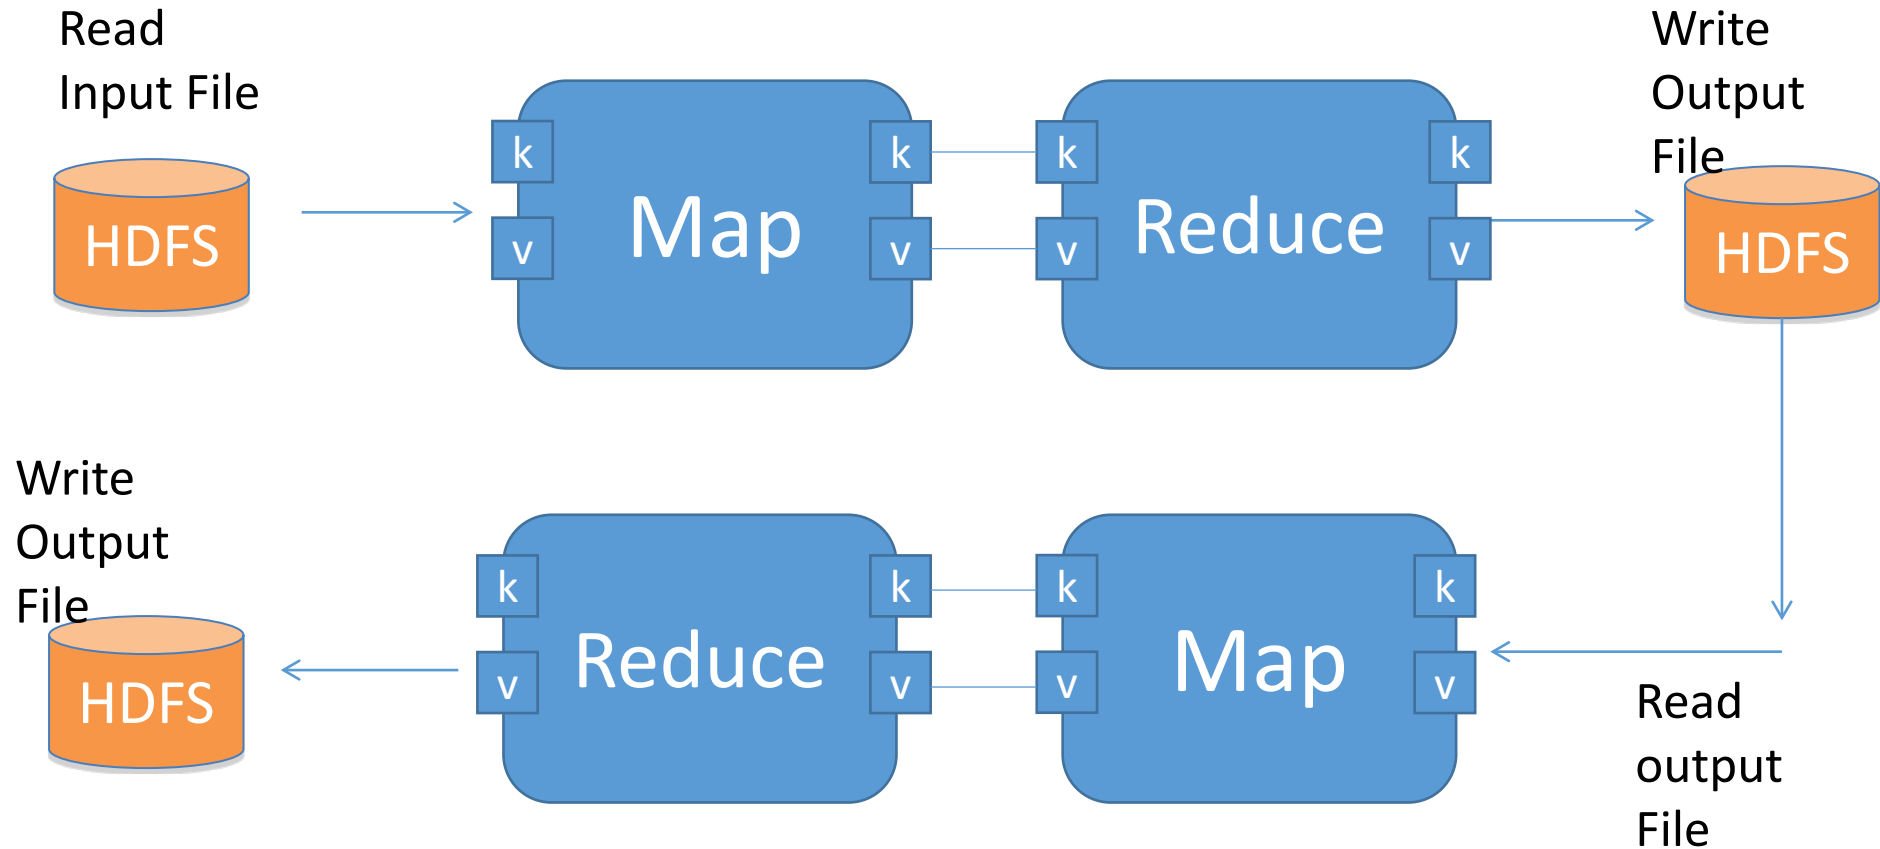 Read
Input File
HDFS
k
v
Map
k
v
k
v
Reduce
k
v
Write
Output
File
HDFS
Write
Output
File
HDFS
k
v
Reduce
k
v
k
v
Map
k
v
Read
output
File